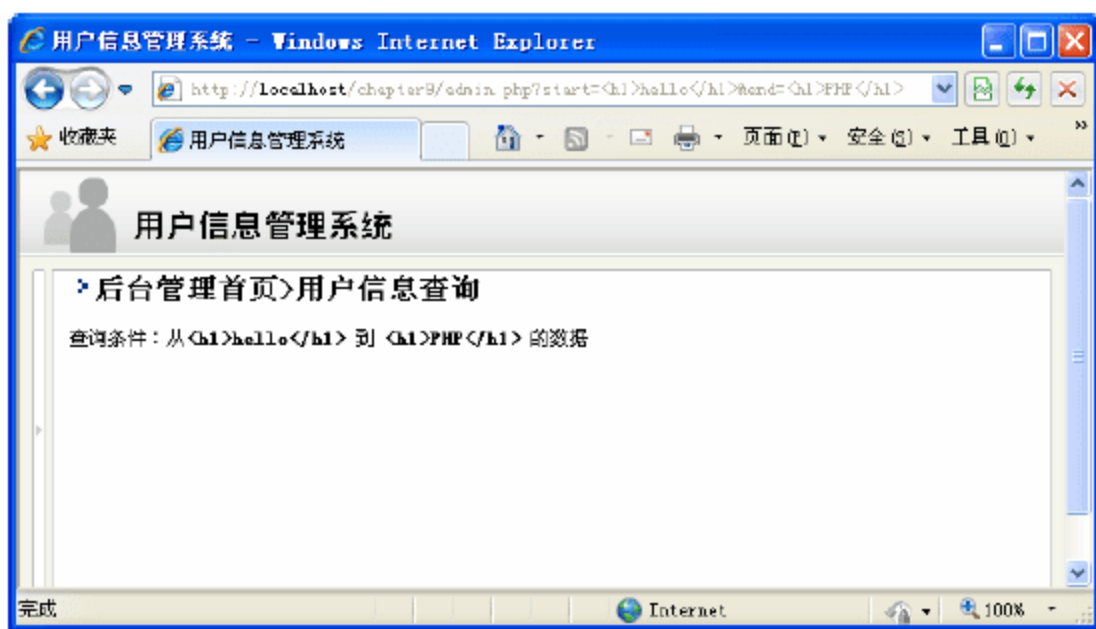 用户信息管理系统 - Windows Internet Explorer
http://localhost/chapter9/admin.php?start=<h1>hello</h1>&end=<h1>PHP</h1>
收藏夹 用户信息管理系统 页面(P) 安全(S) 工具(O) »
用户信息管理系统
后台管理首页>用户信息查询
查询条件：从<h1>hello</h1> 到 <h1>PHP</h1> 的数据
完成 Internet 100%